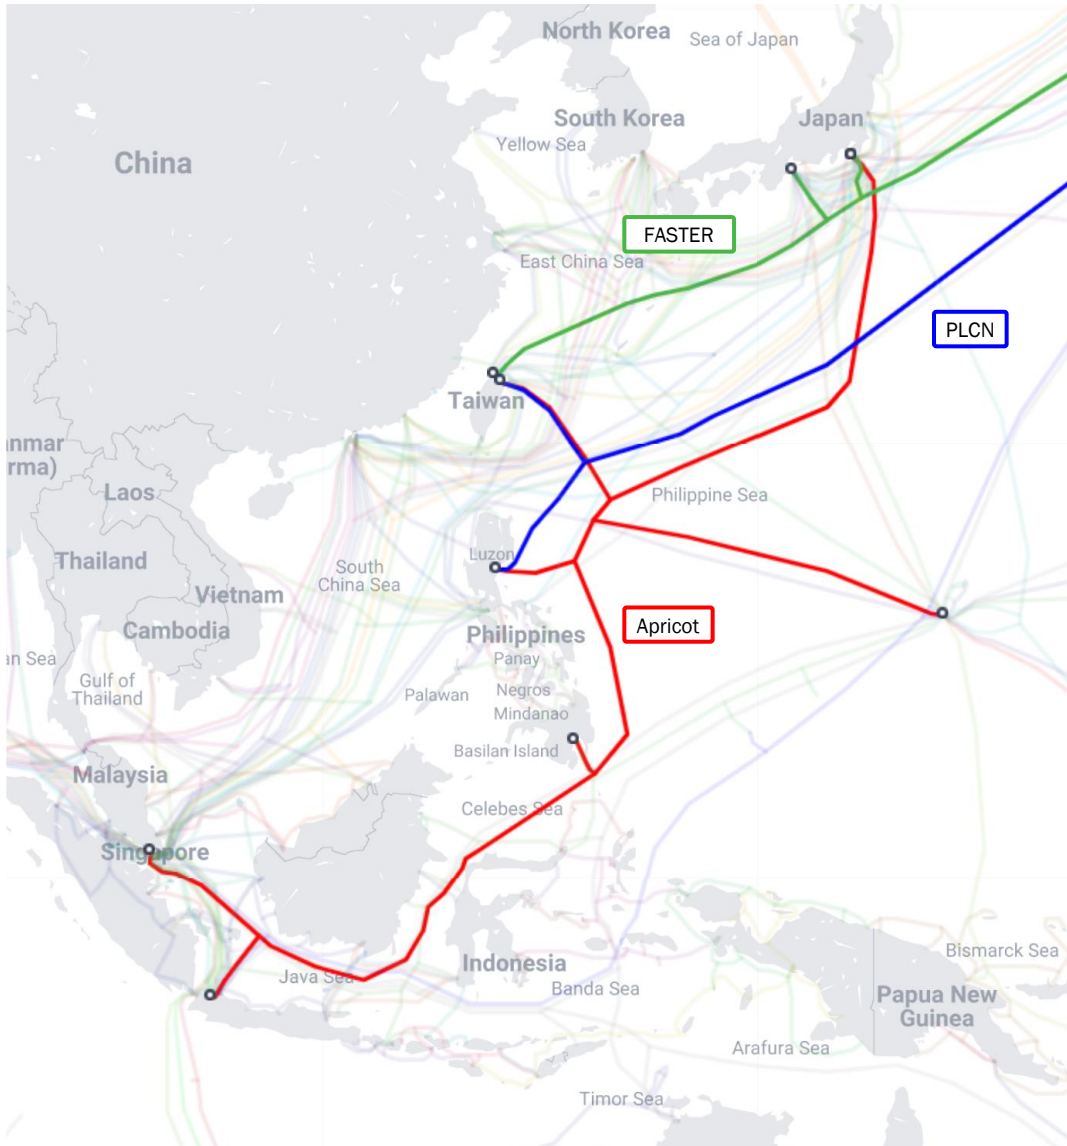 North Korea
Sea of Japan
South Korea
Japan
Yellow Sea
China
FASTER
East China Sea
PLCN
Taiwan
anmar
rma)
Laos
Philippine Sea
Luzon
Thailand
South
China Sea
Vietnam
Apricot
Cambodia
Philippines
an Sea
Panay
Gulf of
Thailand
Palawan
Negros
Mindanao
Basilan Island
Malaysia
Celebes Sea
Singapore
Bismarck Sea
Indonesia
Java Sea
Banda Sea
Papua New
Guinea
Arafura Sea
Timor Sea